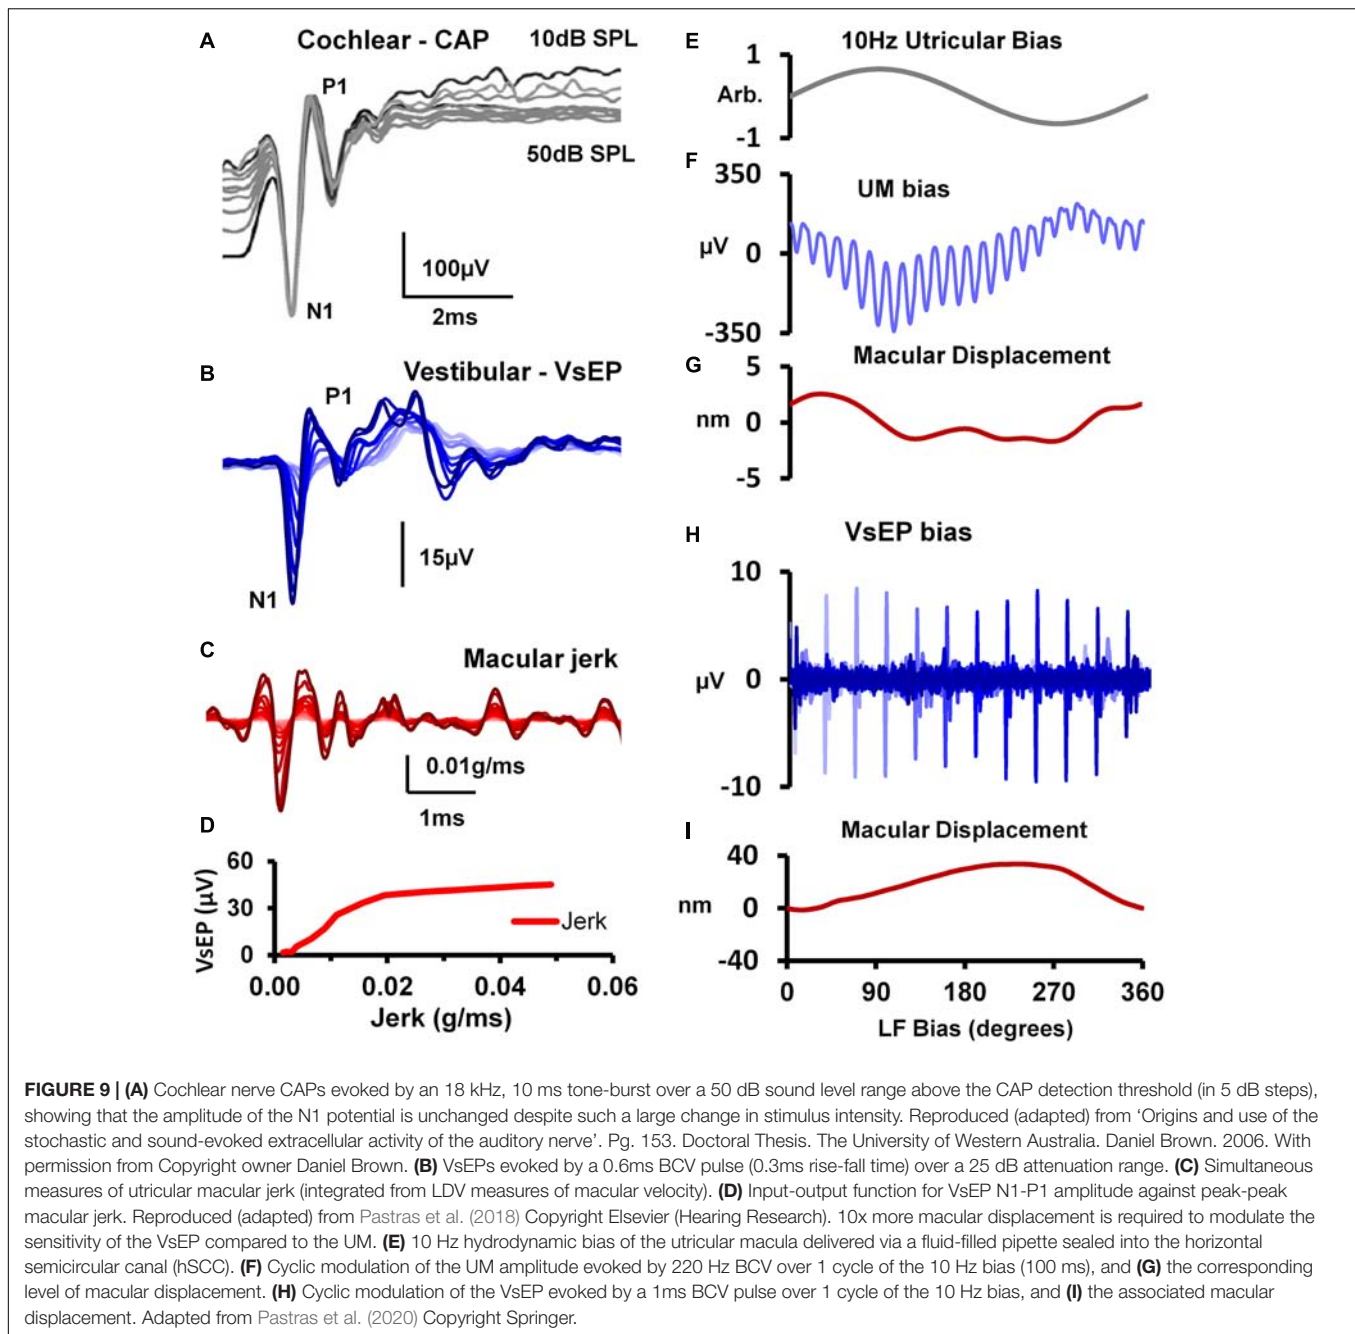 A
Cochlear - CAP
10dB SPL
P1
50dB SPL
100µV
2ms
N1
B
Vestibular - VsEP
P1
15µV
N1
C
Macular jerk
0.01g/ms
1ms
D
60
30
0
VsEP (µV)
Jerk
0.00 0.02 0.04 0.06
Jerk (g/ms)
E
10Hz Utricular Bias
1
Arb.
-1
F
350
UM bias
µV 0
-350
G
Macular Displacement
5
nm 0
-5
H
VsEP bias
10
µV 0
-10
I
Macular Displacement
40
nm 0
-40
0 90 180 270 360
LF Bias (degrees)
FIGURE 9 | (A) Cochlear nerve CAPs evoked by an 18 kHz, 10 ms tone-burst over a 50 dB sound level range above the CAP detection threshold (in 5 dB steps),
showing that the amplitude of the N1 potential is unchanged despite such a large change in stimulus intensity. Reproduced (adapted) from ‘Origins and use of the
stochastic and sound-evoked extracellular activity of the auditory nerve’. Pg. 153. Doctoral Thesis. The University of Western Australia. Daniel Brown. 2006. With
permission from Copyright owner Daniel Brown. (B) VsEPs evoked by a 0.6ms BCV pulse (0.3ms rise-fall time) over a 25 dB attenuation range. (C) Simultaneous
measures of utricular macular jerk (integrated from LDV measures of macular velocity). (D) Input-output function for VsEP N1-P1 amplitude against peak-peak
macular jerk. Reproduced (adapted) from Pastras et al. (2018) Copyright Elsevier (Hearing Research). 10x more macular displacement is required to modulate the
sensitivity of the VsEP compared to the UM. (E) 10 Hz hydrodynamic bias of the utricular macula delivered via a fluid-filled pipette sealed into the horizontal
semicircular canal (hSCC). (F) Cyclic modulation of the UM amplitude evoked by 220 Hz BCV over 1 cycle of the 10 Hz bias (100 ms), and (G) the corresponding
level of macular displacement. (H) Cyclic modulation of the VsEP evoked by a 1ms BCV pulse over 1 cycle of the 10 Hz bias, and (I) the associated macular
displacement. Adapted from Pastras et al. (2020) Copyright Springer.